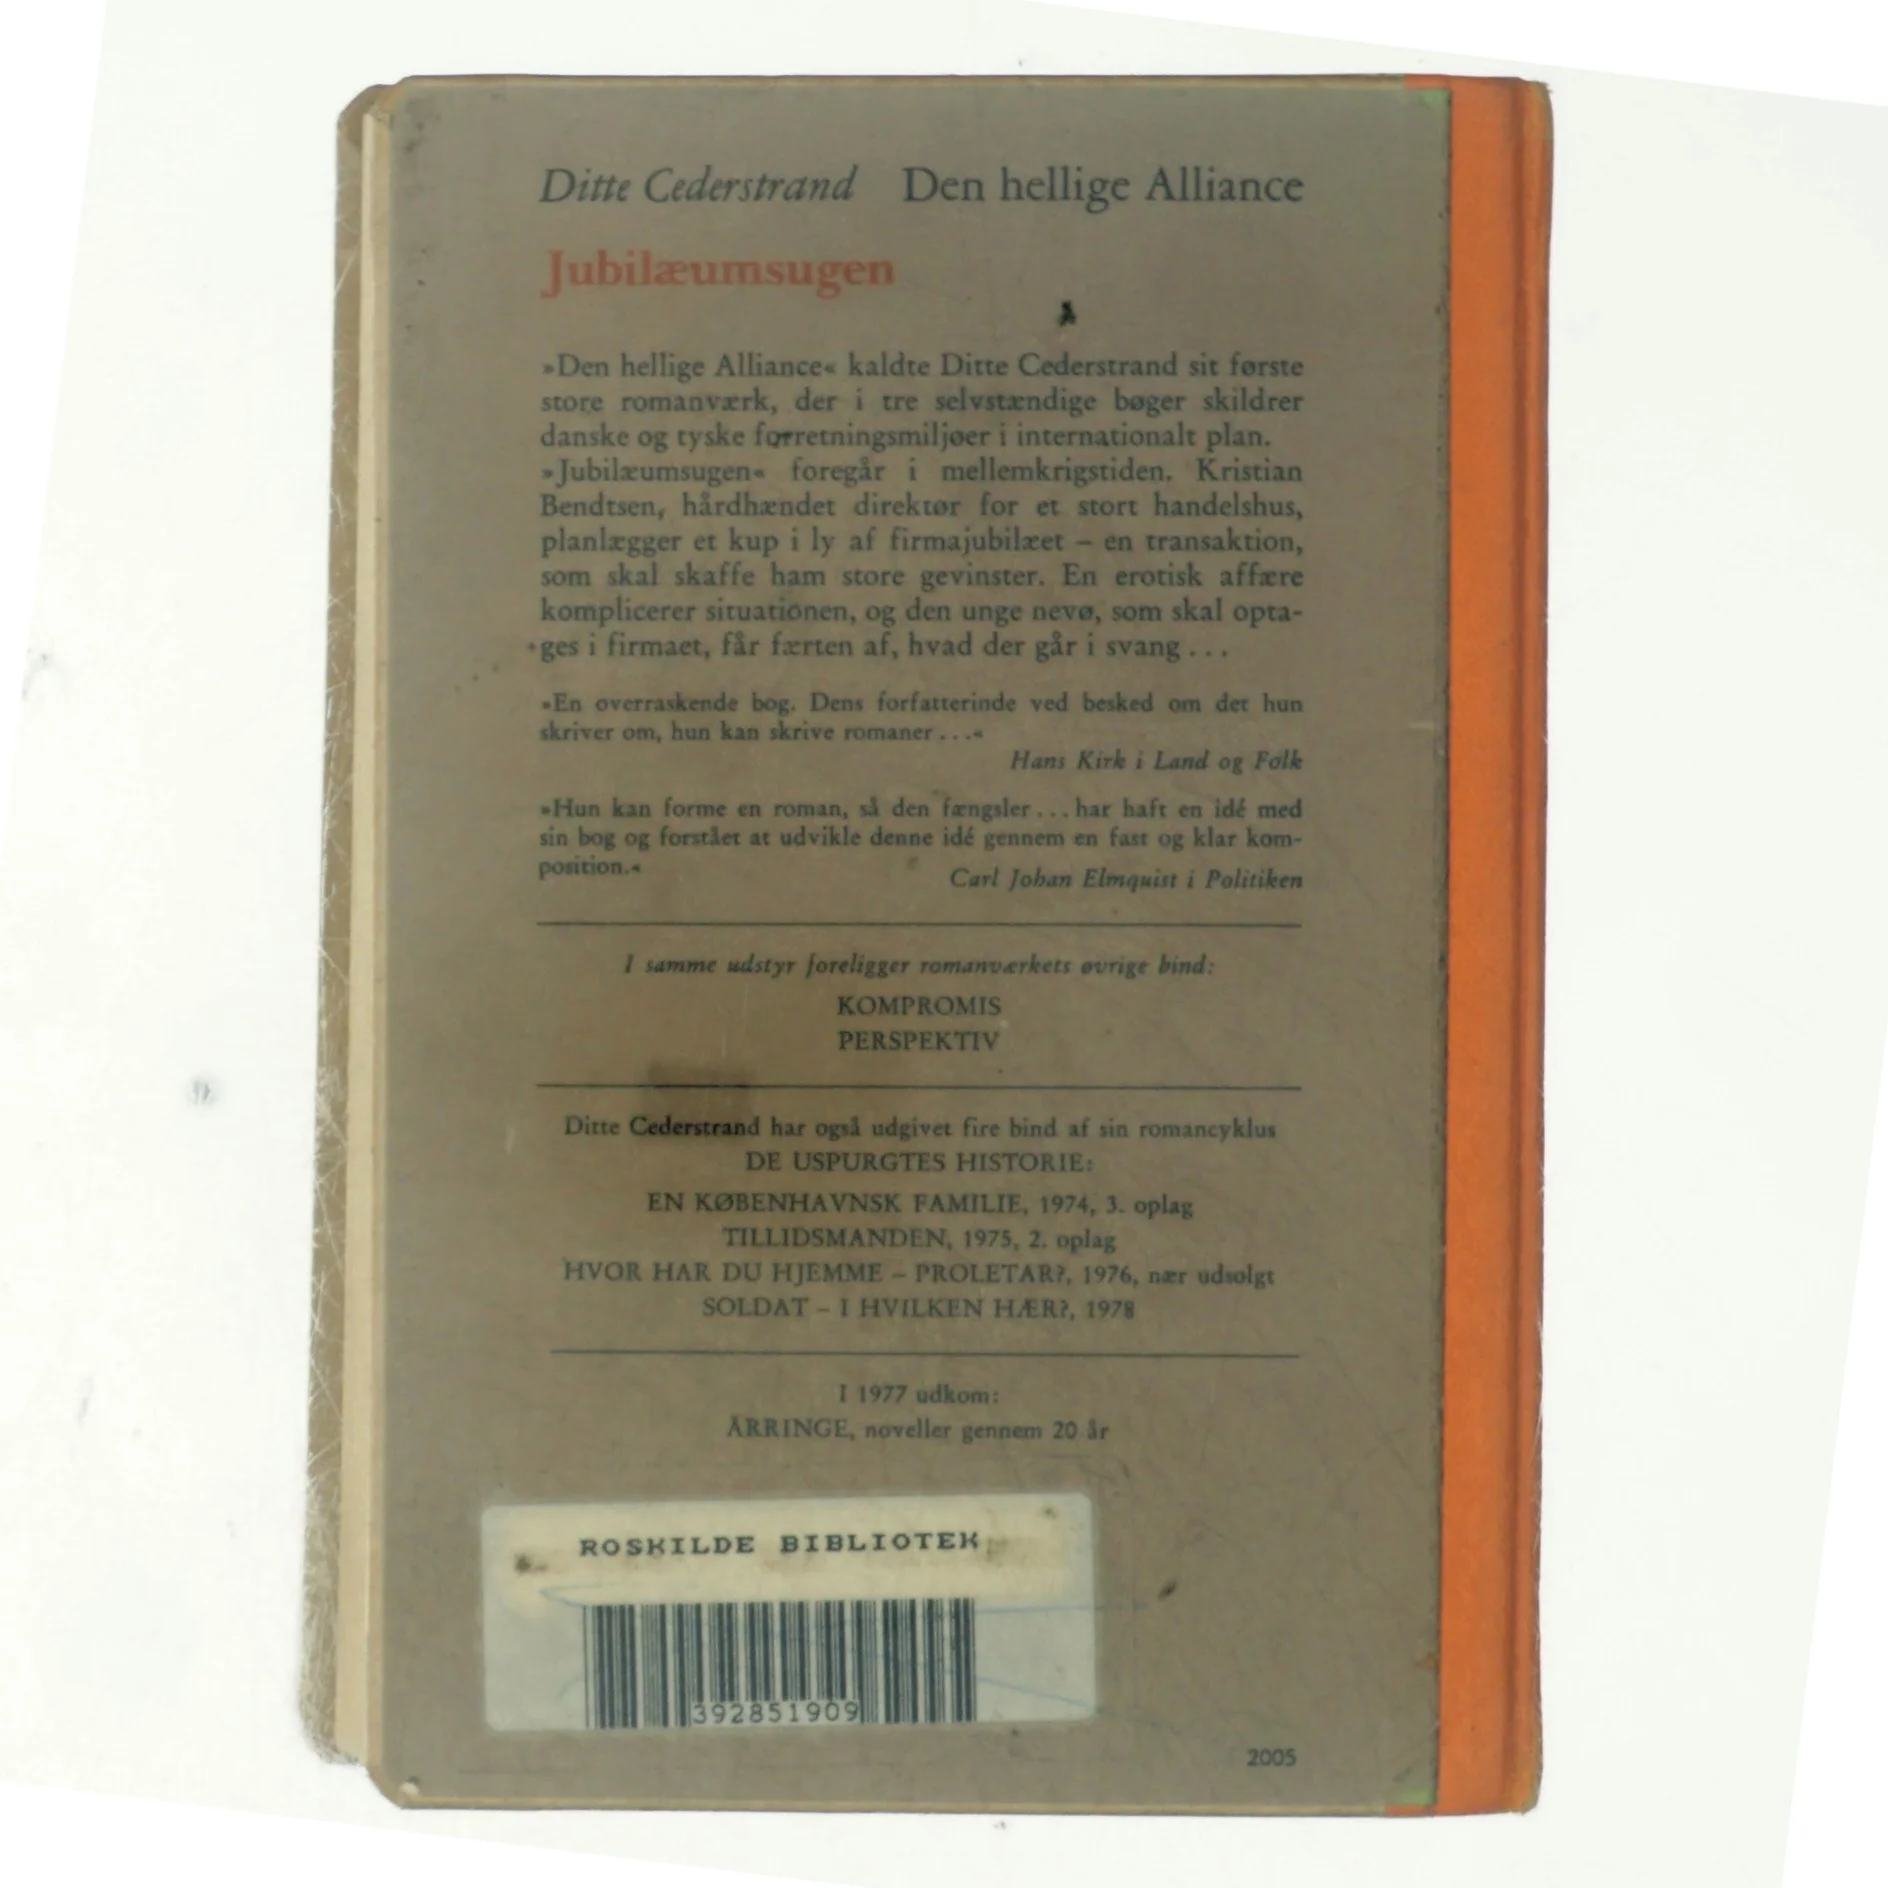 Ditte Cederstrand Den hellige Alliance
Jubilæumsugen
»Den hellige Alliance« kaldte Ditte Cederstrand sit første
store romanværk, der i tre selvstændige bøger skildrer
danske og tyske forretningsmiljøer i internationalt plan.
»Jubilæumsugen« foregår i mellemkrigstiden. Kristian
Bendtsen, hårdhændet direktør for et stort handelshus,
planlægger et kup i ly af firmajubilæet – en transaktion,
som skal skaffe ham store gevinster. En erotisk affære
komplicerer situationen, og den unge nevø, som skal opta-
ges i firmaet, får færten af, hvad der går i svang...
»En overraskende bog. Dens forfatterinde ved besked om det hun
skriver om, hun kan skrive romaner...«
Hans Kirk i Land og Folk
»Hun kan forme en roman, så den fængsler... har haft en idé med
sin bog og forstået at udvikle denne idé gennem en fast og klar kom-
position.«
Carl Johan Elmquist i Politiken
I samme udstyr foreligger romanværkets øvrige bind:
KOMPROMIS
PERSPEKTIV
Ditte Cederstrand har også udgivet fire bind af sin romancyklus
DE USPURGTES HISTORIE:
EN KØBENHAVNSK FAMILIE, 1974, 3. oplag
TILLIDSMANDEN, 1975, 2. oplag
HVOR HAR DU HJEMME – PROLETAR?, 1976, nær udsolgt
SOLDAT – I HVILKEN HÆR?, 1978
I 1977 udkom:
ÅRRINGE, noveller gennem 20 år
ROSKILDE BIBLIOTEK
392851909
2005